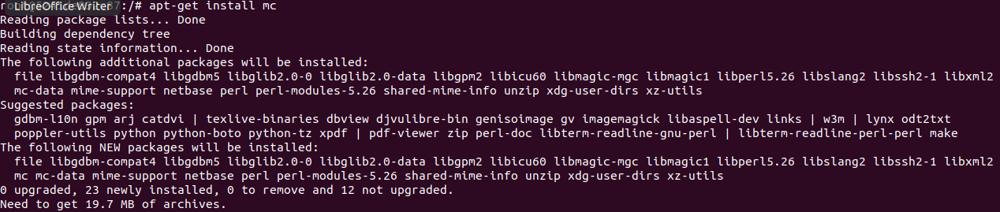 LibreOffice Writer
:/# apt-get install mc
Reading package lists... Done
Building dependency tree
Reading state information... Done
The following additional packages will be installed:
  file libgdbm-compat4 libgdbm5 libglib2.0-0 libglib2.0-data libgpm2 libicu60 libmagic-mgc libmagic1 libperl5.26 libslang2 libssh2-1 libxml2
  mc-data mime-support netbase perl perl-modules-5.26 shared-mime-info unzip xdg-user-dirs xz-utils
Suggested packages:
  gdbm-l10n gpm arj catdvi | texlive-binaries dbview djvulibre-bin genisoimage gv imagemagick libaspell-dev links | w3m | lynx odt2txt
  poppler-utils python python-boto python-tz xpdf | pdf-viewer zip perl-doc libterm-readline-gnu-perl | libterm-readline-perl-perl make
The following NEW packages will be installed:
  file libgdbm-compat4 libgdbm5 libglib2.0-0 libglib2.0-data libgpm2 libicu60 libmagic-mgc libmagic1 libperl5.26 libslang2 libssh2-1 libxml2
  mc mc-data mime-support netbase perl perl-modules-5.26 shared-mime-info unzip xdg-user-dirs xz-utils
0 upgraded, 23 newly installed, 0 to remove and 12 not upgraded.
Need to get 19.7 MB of archives.